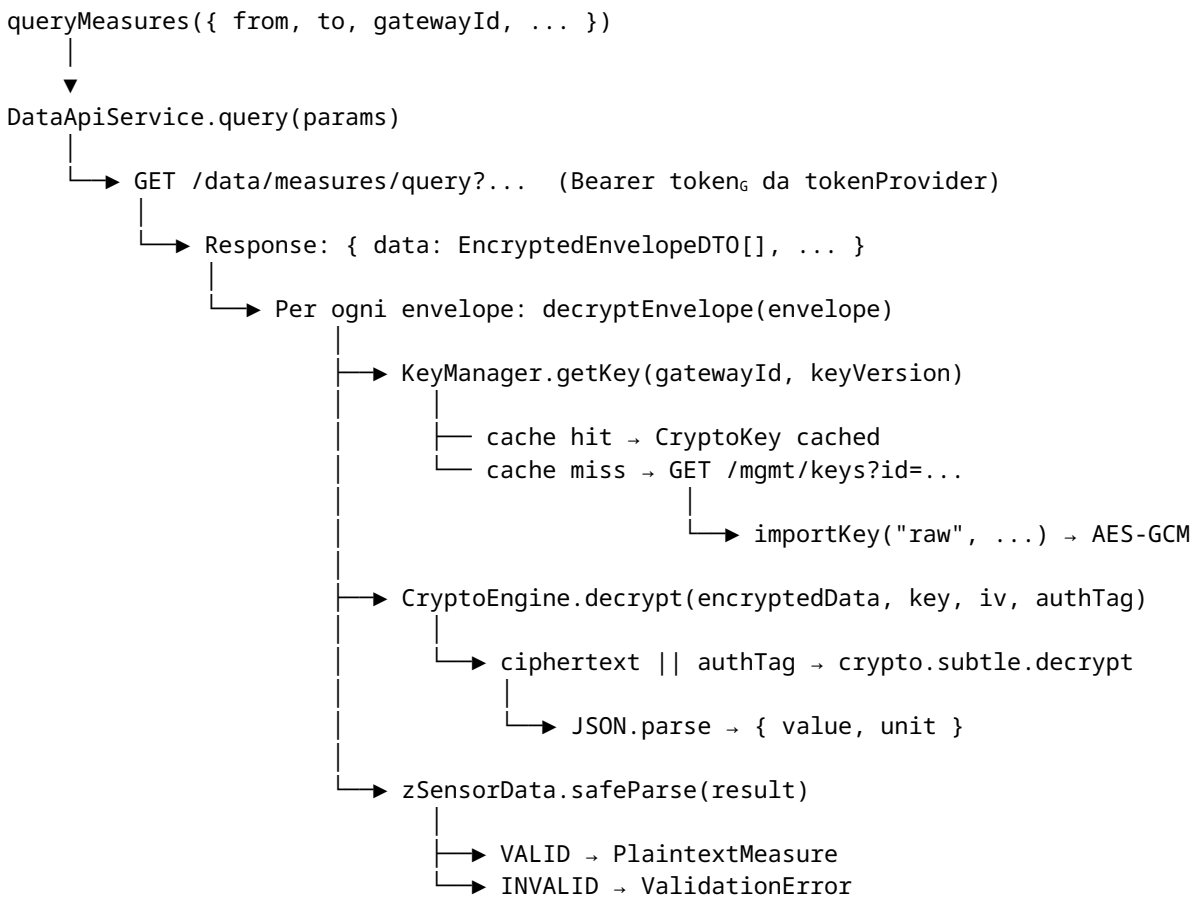 queryMeasures({ from, to, gatewayId, ... })
DataApiService.query(params)
GET /data/measures/query?... (Bearer tokenG da tokenProvider)
Response: { data: EncryptedEnvelopeDTO[], ... }
Per ogni envelope: decryptEnvelope(envelope)
KeyManager.getKey(gatewayId, keyVersion)
cache hit → CryptoKey cached
cache miss → GET /mgmt/keys?id=...
importKey("raw", ...) → AES-GCM
CryptoEngine.decrypt(encryptedData, key, iv, authTag)
ciphertext || authTag → crypto.subtle.decrypt
JSON.parse → { value, unit }
zSensorData.safeParse(result)
VALID → PlaintextMeasure
INVALID → ValidationError